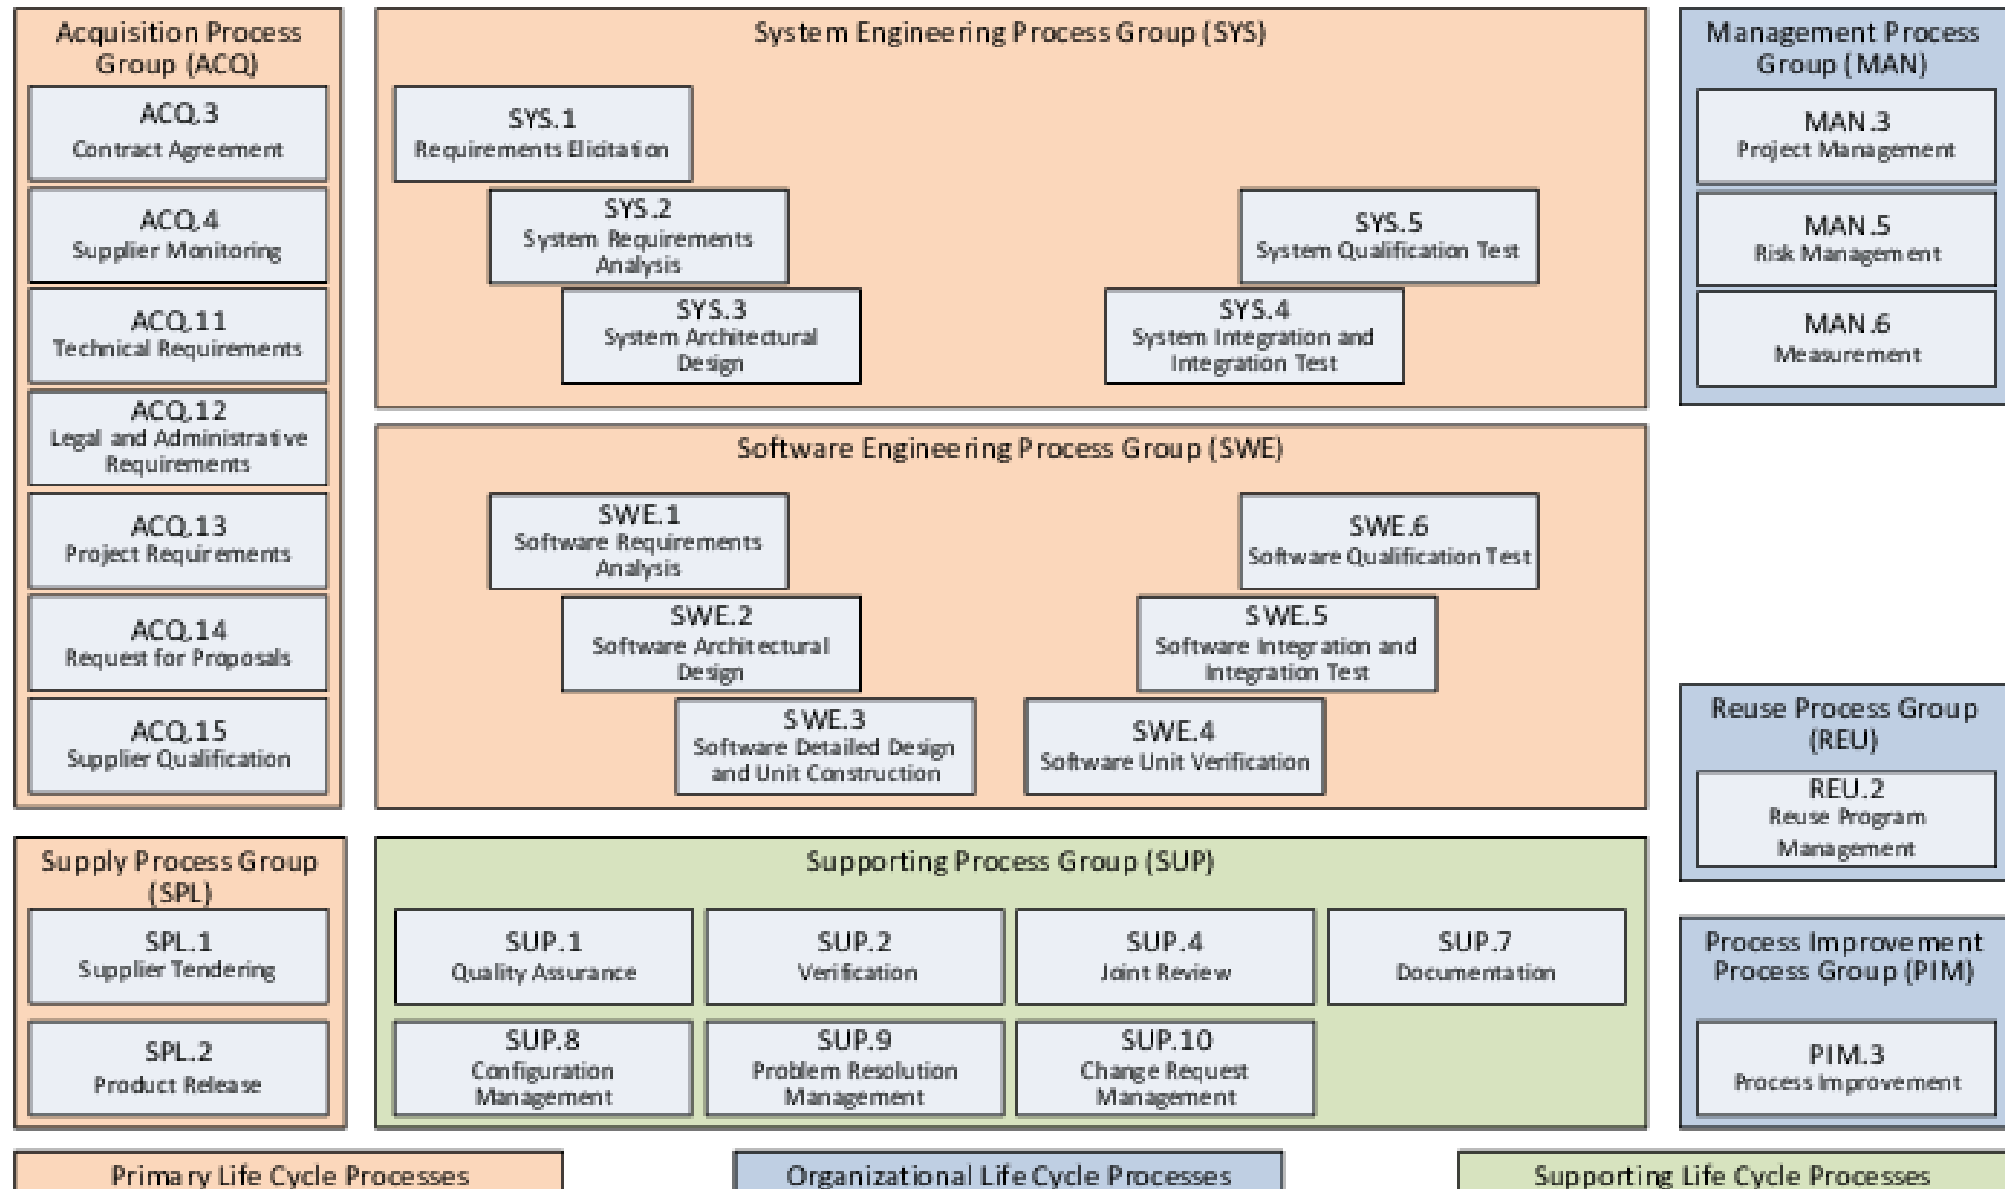 Acquisition Process
Group (ACQ)
ACQ.3
Contract Agreement
ACQ.4
Supplier Monitoring
ACQ.11
Technical Requirements
ACQ.12
Legal and Administrative
Requirements
ACQ.13
Project Requirements
ACQ.14
Request for Proposals
ACQ.15
Supplier Qualification
System Engineering Process Group (SYS)
SYS.1
Requirements Elicitation
SYS.2
System Requirements
Analysis
SYS.3
System Architectural
Design
SYS.5
System Qualification Test
SYS.4
System Integration and
Integration Test
Management Process
Group (MAN)
MAN.3
Project Management
MAN.5
Risk Management
MAN.6
Measurement
Software Engineering Process Group (SWE)
SWE.1
Software Requirements
Analysis
SWE.2
Software Architectural
Design
SWE.3
Software Detailed Design
and Unit Construction
SWE.6
Software Qualification Test
SWE.5
Software Integration and
Integration Test
SWE.4
Software Unit Verification
Reuse Process Group
(REU)
REU.2
Reuse Program
Management
Supply Process Group
(SPL)
SPL.1
Supplier Tendering
SPL.2
Product Release
Supporting Process Group (SUP)
SUP.1
Quality Assurance
SUP.2
Verification
SUP.4
Joint Review
SUP.7
Documentation
SUP.8
Configuration
Management
SUP.9
Problem Resolution
Management
SUP.10
Change Request
Management
Process Improvement
Process Group (PIM)
PIM.3
Process Improvement
Primary Life Cycle Processes
Organizational Life Cycle Processes
Supporting Life Cycle Processes